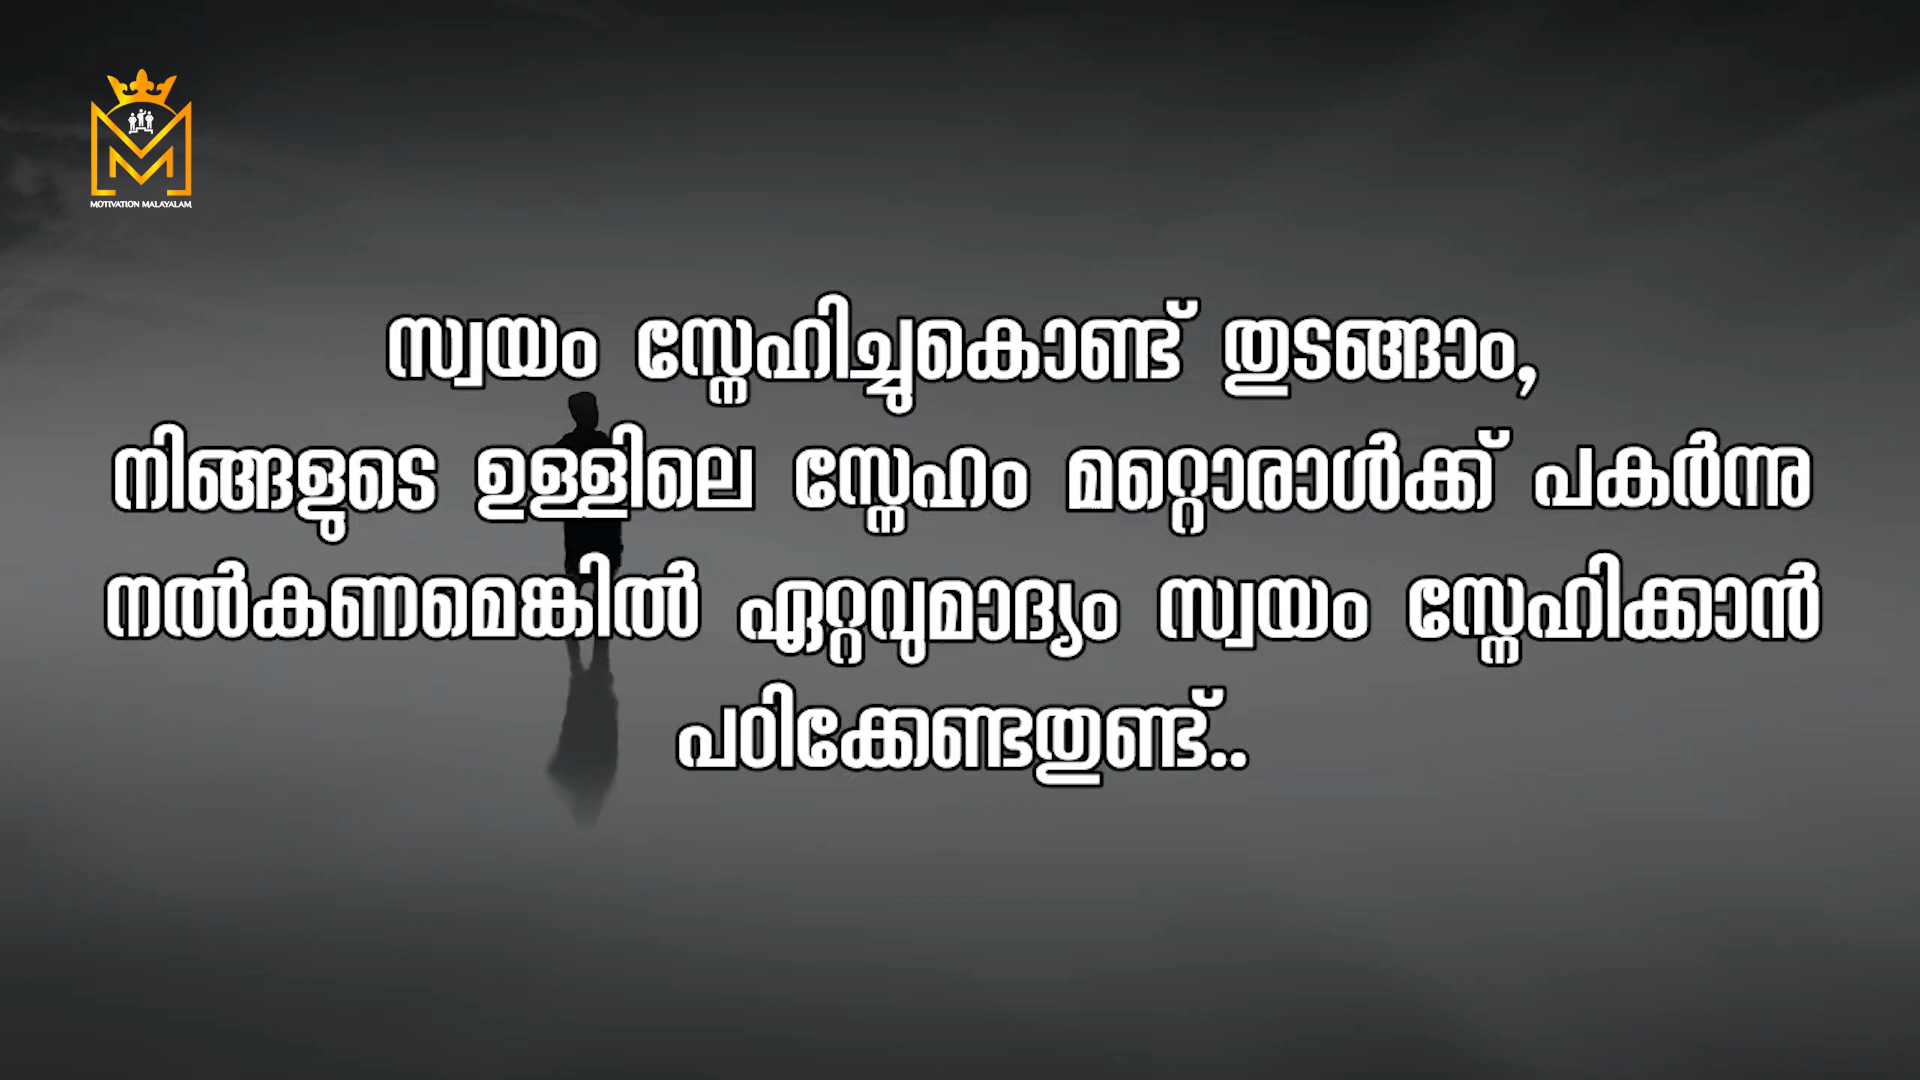 MOTIVATION MALAYALAM
സ്വയം സ്നേഹിച്ചുകൊണ്ട് തുടങ്ങാം,
നിങ്ങളുടെ ഉള്ളിലെ സ്നേഹം മറ്റൊരാൾക്ക് പകർന്നു
നൽകണമെങ്കിൽ ഏറ്റവുമാദ്യം സ്വയം സ്നേഹിക്കാൻ
പഠിക്കേണ്ടതുണ്ട്..